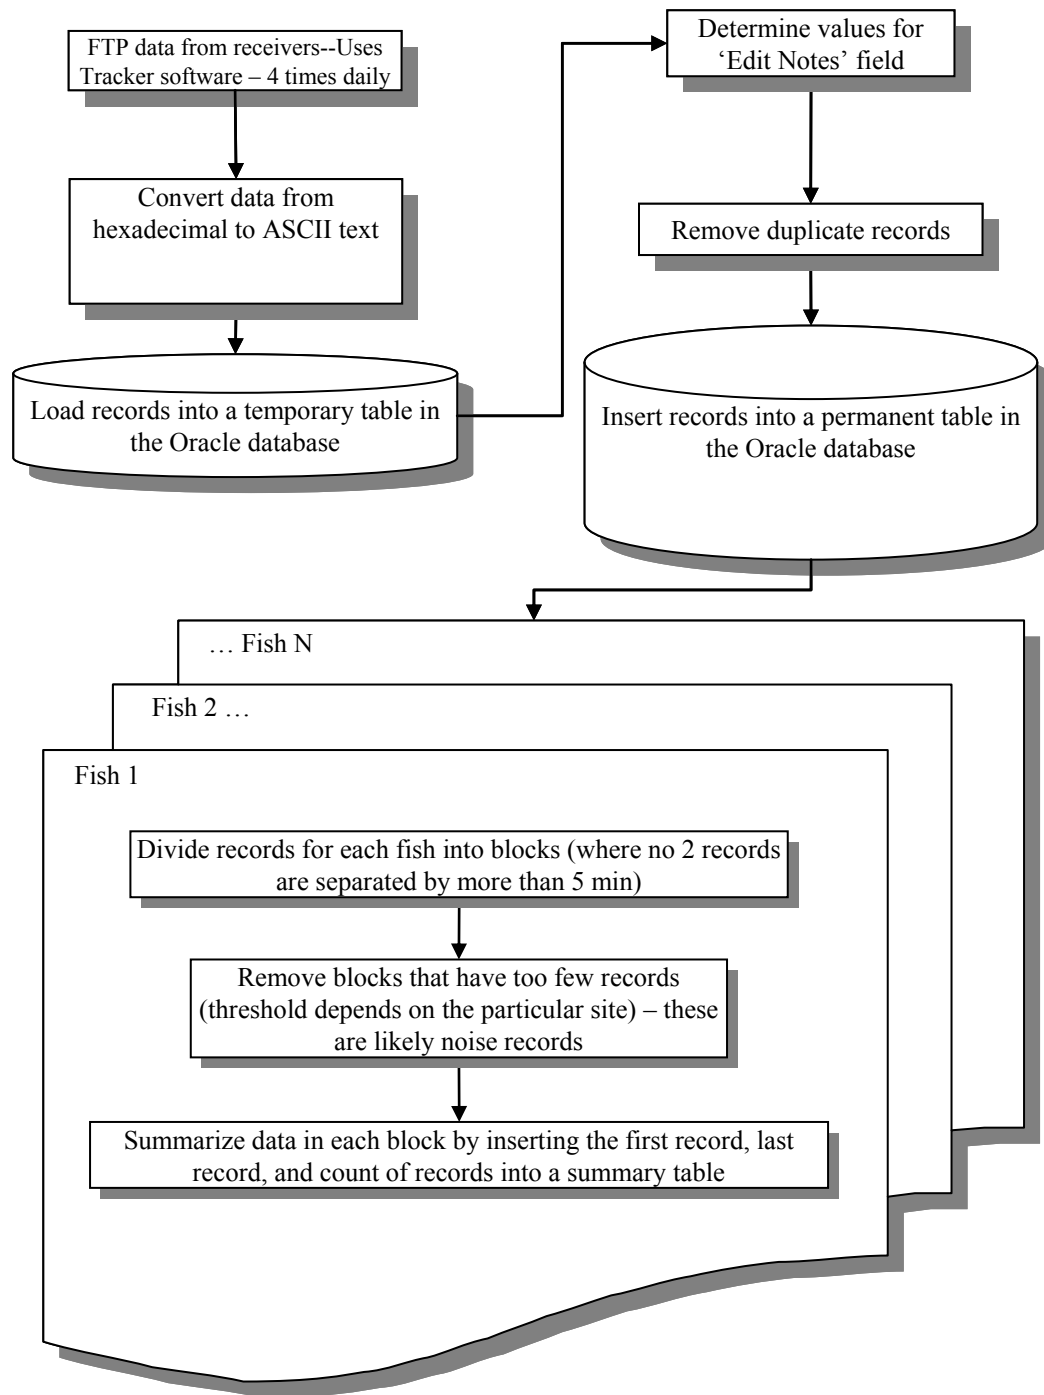 FTP data from receivers--Uses
Tracker software – 4 times daily
Convert data from
hexadecimal to ASCII text
Load records into a temporary table in
the Oracle database
Determine values for
‘Edit Notes’ field
Remove duplicate records
Insert records into a permanent table in
the Oracle database
… Fish N
Fish 2 …
Fish 1
Divide records for each fish into blocks (where no 2 records
are separated by more than 5 min)
Remove blocks that have too few records
(threshold depends on the particular site) – these
are likely noise records
Summarize data in each block by inserting the first record, last
record, and count of records into a summary table